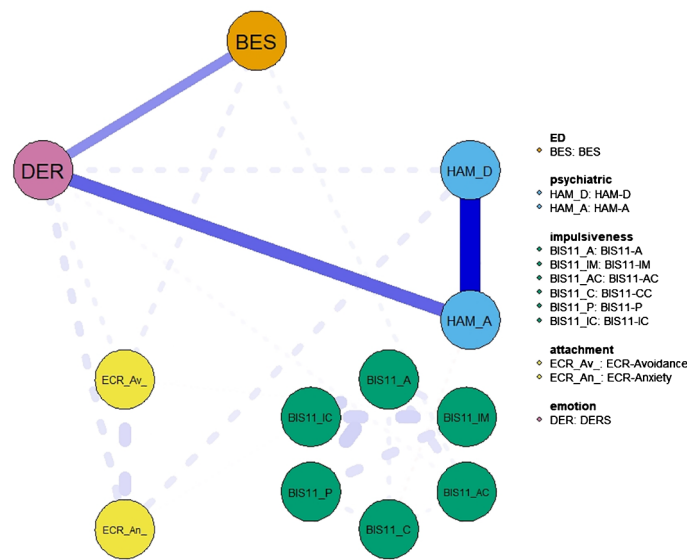 BES
DER
HAM_D
HAM_A
ECR_Av_
ECR_An_
BIS11_A
BIS11_IC
BIS11_IM
BIS11_P
BIS11_AC
BIS11_C
ED
BES: BES
psychiatric
HAM_D: HAM-D
HAM_A: HAM-A
impulsiveness
BIS11_A: BIS11-A
BIS11_IM: BIS11-IM
BIS11_AC: BIS11-AC
BIS11_C: BIS11-CC
BIS11_P: BIS11-P
BIS11_IC: BIS11-IC
attachment
ECR_Av_: ECR-Avoidance
ECR_An_: ECR-Anxiety
emotion
DER: DERS